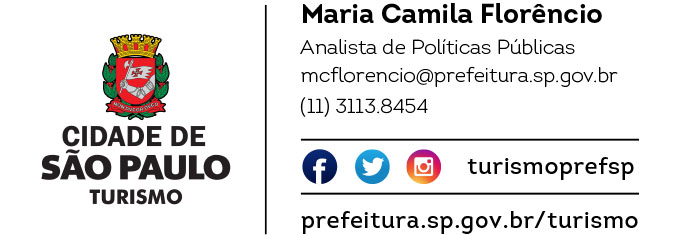 CIDADE DE
SÃO PAULO
TURISMO
Maria Camila Florêncio
Analista de Políticas Públicas
mcflorencio@prefeitura.sp.gov.br
(11) 3113.8454
turismoprefsp
prefeitura.sp.gov.br/turismo